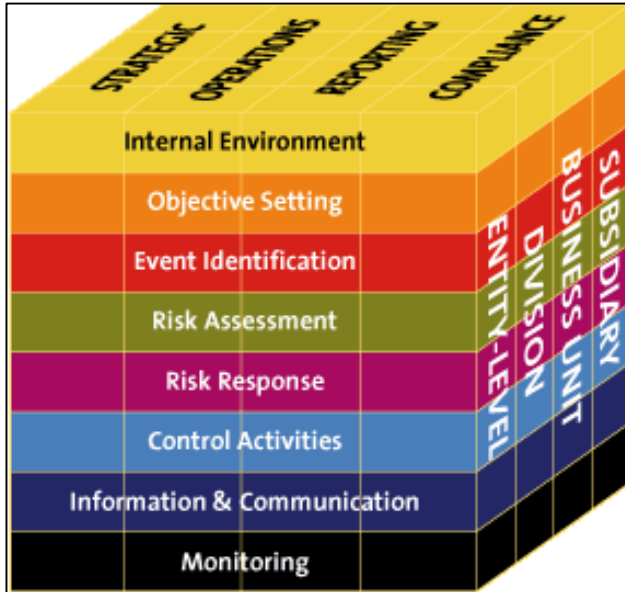 STRATEGIC
OPERATIONS
REPORTING
COMPLIANCE
Internal Environment
Objective Setting
Event Identification
Risk Assessment
Risk Response
Control Activities
Information & Communication
Monitoring
ENTITY-LEVEL
DIVISION
BUSINESS UNIT
SUBSIDIARY